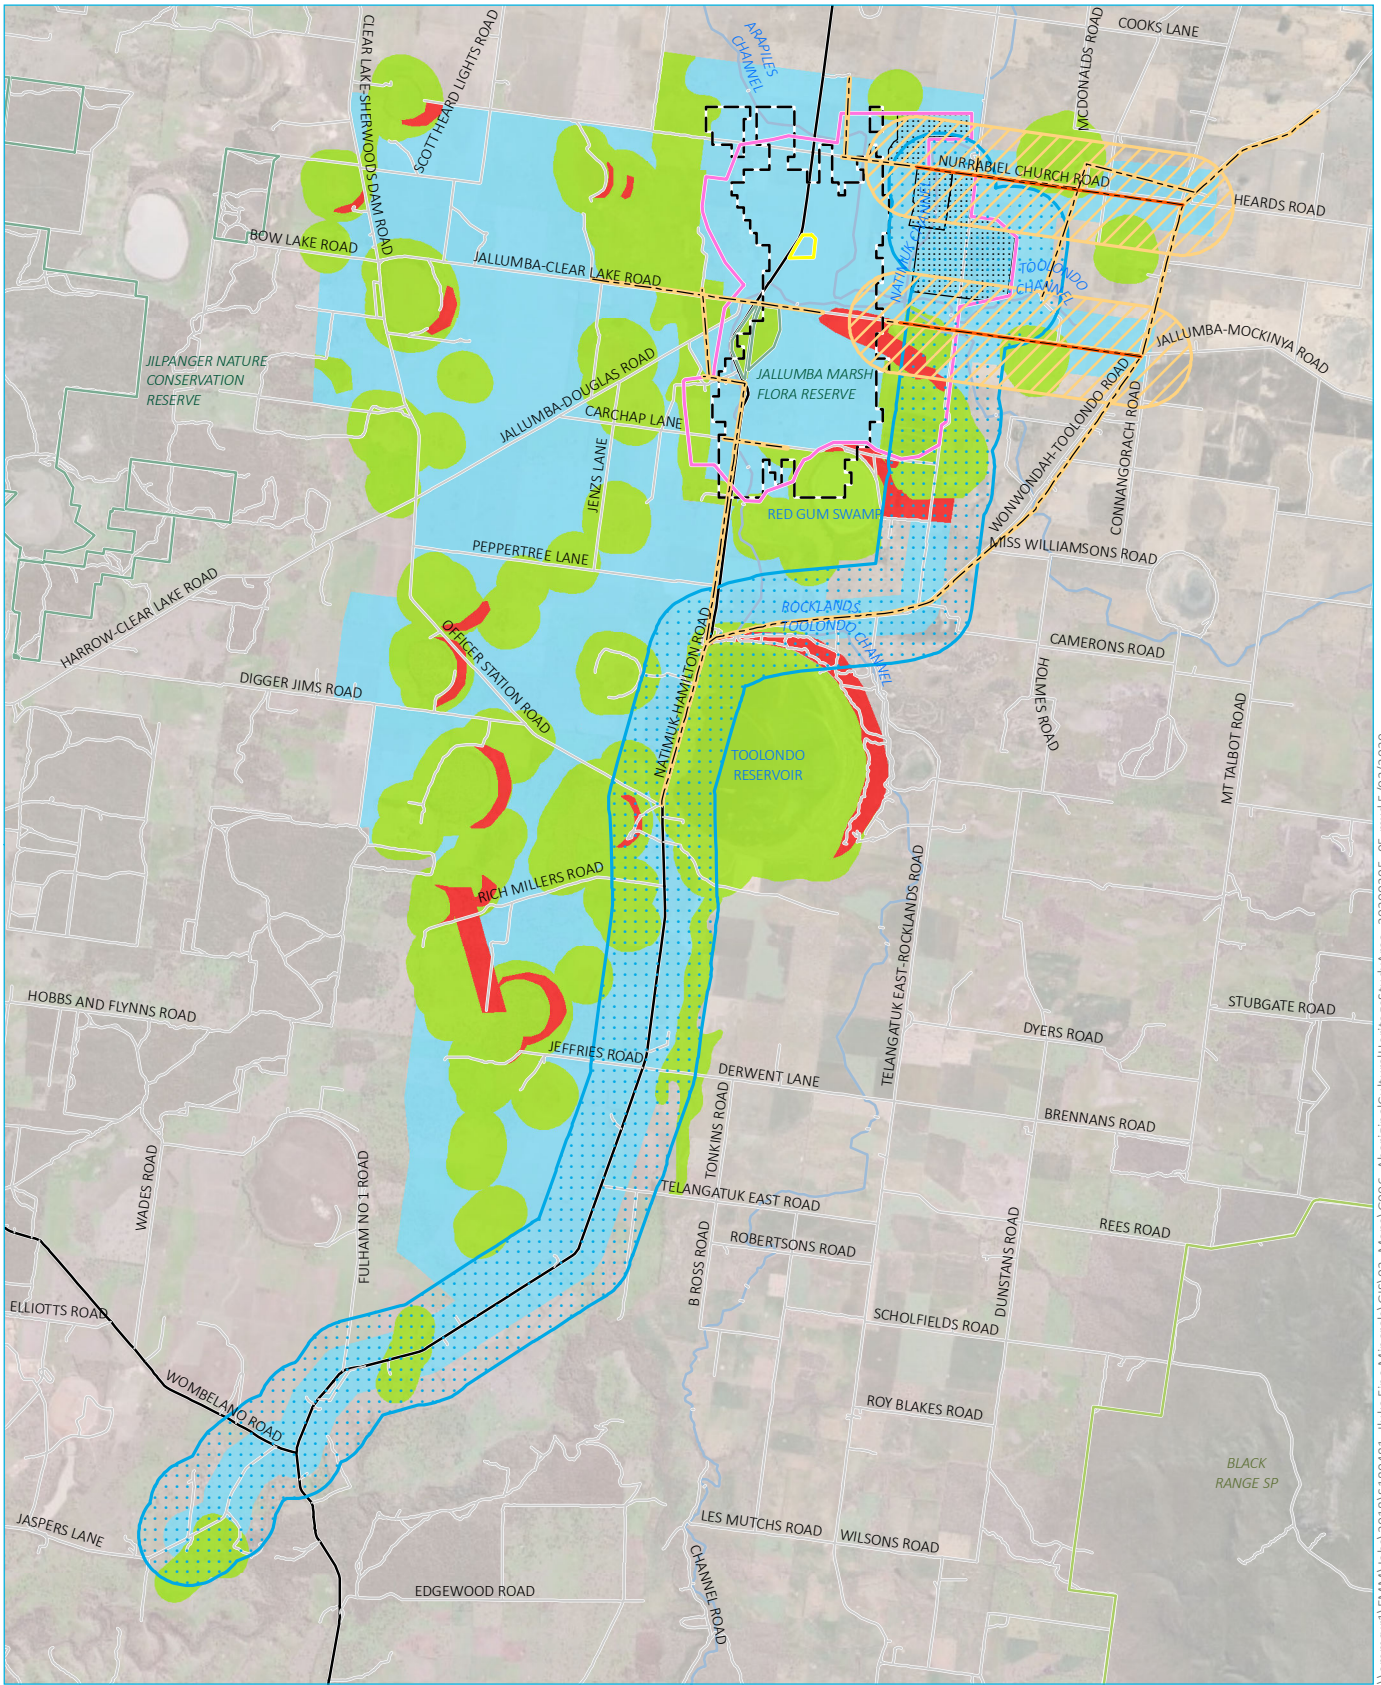 COOKS LANE
MCDONALDS ROAD
ARAPILES
CHANNEL
CLEAR LAKE-SHERWOODS DAM ROAD
SCOTT HEARD LIGHTS ROAD
NURRABIEL CHURCH ROAD
HEARDS ROAD
BOW LAKE ROAD
JALLUMBA-CLEAR LAKE ROAD
NATIMUK CHANNEL
TOOLONDO
CHANNEL
JALLUMBA-MOCKINYA ROAD
JILPANGER NATURE
CONSERVATION
RESERVE
JALLUMBA MARSH
FLORA RESERVE
JALLUMBA-DOUGLAS ROAD
CARCHAP LANE
JENZS LANE
WONWONDAH-TOOLONDO ROAD
CONNANGORACH ROAD
RED GUM SWAMP
PEPPERTREE LANE
MISS WILLIAMSONS ROAD
HARROW-CLEAR LAKE ROAD
ROCKLANDS
TOOLONDO CHANNEL
OFFICER STATION ROAD
NATIMUK-HAMILTON ROAD
CAMERONS ROAD
HOLMES ROAD
DIGGER JIMS ROAD
MT TALBOT ROAD
TOOLONDO
RESERVOIR
RICH MILLERS ROAD
TELANGATUK EAST-ROCKLANDS ROAD
HOBBS AND FLYNNS ROAD
STUBGATE ROAD
DYERS ROAD
JEFFRIES ROAD
DERWENT LANE
TONKINS ROAD
BRENNANS ROAD
WADES ROAD
FULHAM NO 1 ROAD
TELANGATUK EAST ROAD
REES ROAD
B ROSS ROAD
ROBERTSONS ROAD
DUNSTANS ROAD
ELLIOTTS ROAD
SCHOLFIELDS ROAD
WOMBELANO ROAD
ROY BLAKES ROAD
BLACK
RANGE SP
JASPERS LANE
LES MUTCHS ROAD
WILSONS ROAD
CHANNEL ROAD
EDGEWOOD ROAD